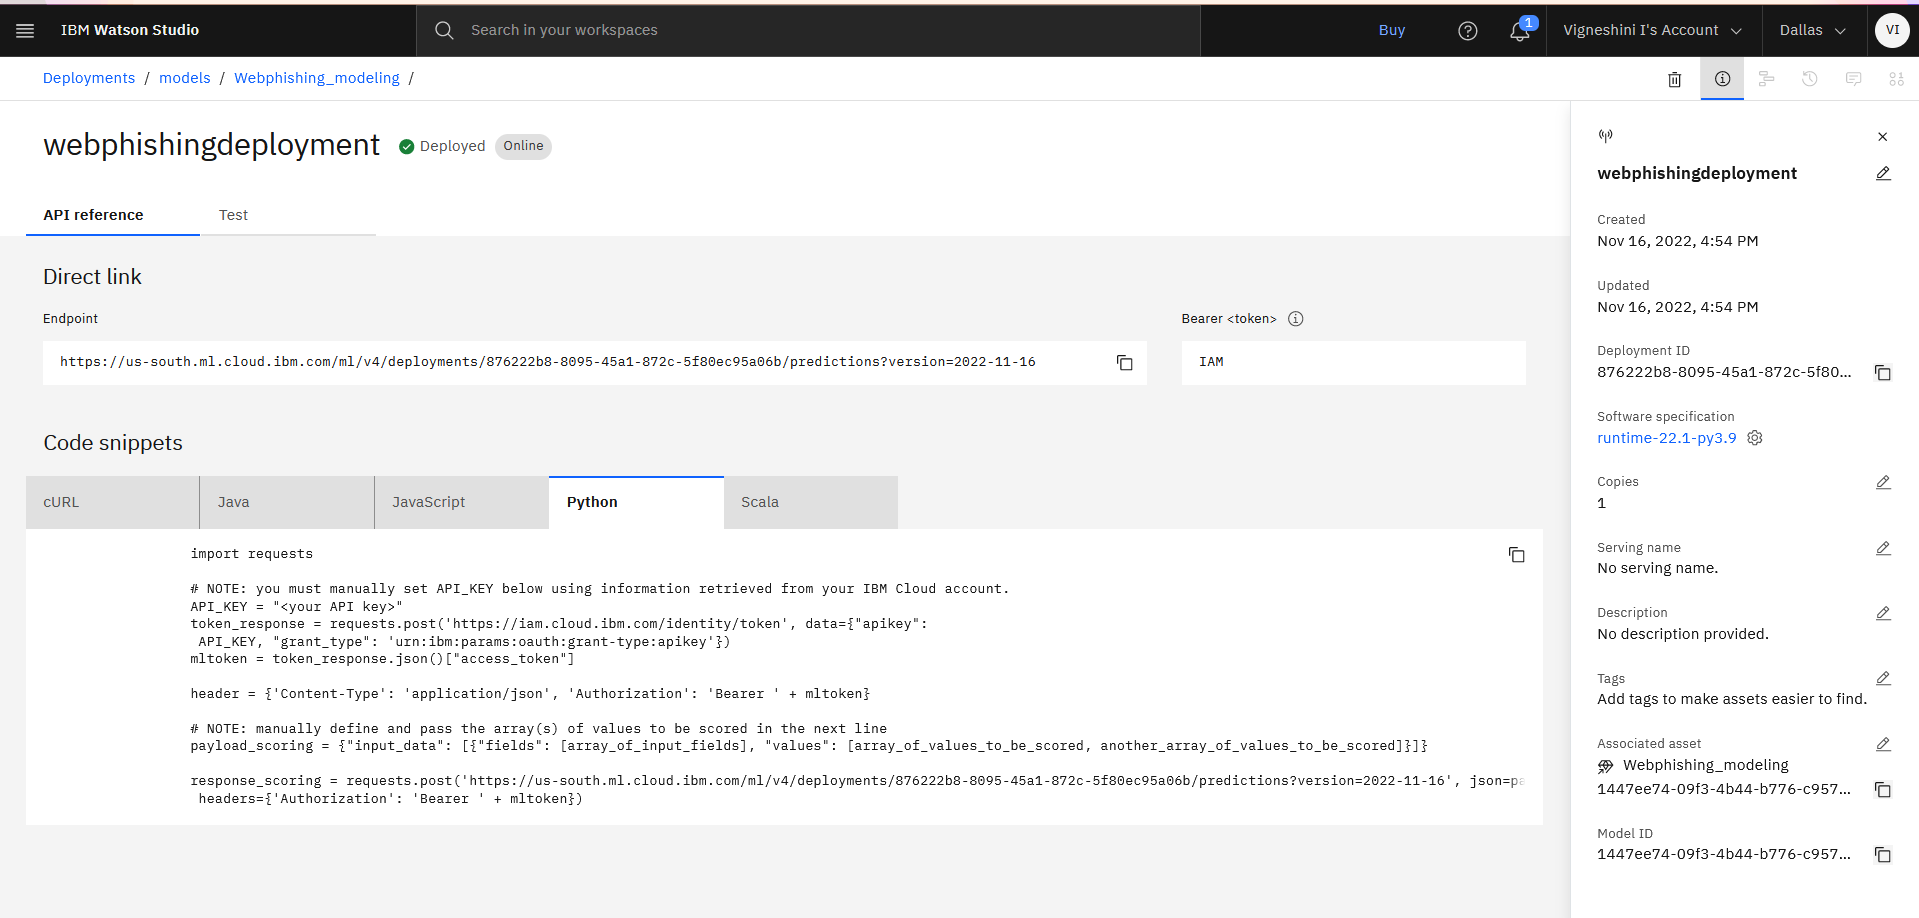 IBM Watson Studio
Search in your workspaces
Buy
1
Vigneshini I's Account
Dallas
VI
Deployments / models / Webphishing_modeling /
webphishingdeployment
Deployed
Online
API reference
Test
Direct link
Endpoint
https://us-south.ml.cloud.ibm.com/ml/v4/deployments/876222b8-8095-45a1-872c-5f80ec95a06b/predictions?version=2022-11-16
Bearer <token>
IAM
Code snippets
cURL
Java
JavaScript
Python
Scala
import requests
# NOTE: you must manually set API_KEY below using information retrieved from your IBM Cloud account.
API_KEY = "<your API key>"
token_response = requests.post('https://iam.cloud.ibm.com/identity/token', data={"apikey":
API_KEY, "grant_type": 'urn:ibm:params:oauth:grant-type:apikey'})
mltoken = token_response.json()["access_token"]
header = {'Content-Type': 'application/json', 'Authorization': 'Bearer ' + mltoken}
# NOTE: manually define and pass the array(s) of values to be scored in the next line
payload_scoring = {"input_data": [{"fields": [array_of_input_fields], "values": [array_of_values_to_be_scored, another_array_of_values_to_be_scored]}]}
response_scoring = requests.post('https://us-south.ml.cloud.ibm.com/ml/v4/deployments/876222b8-8095-45a1-872c-5f80ec95a06b/predictions?version=2022-11-16', json=pa
headers={'Authorization': 'Bearer ' + mltoken})
webphishingdeployment
Created
Nov 16, 2022, 4:54 PM
Updated
Nov 16, 2022, 4:54 PM
Deployment ID
876222b8-8095-45a1-872c-5f80...
Software specification
runtime-22.1-py3.9
Copies
1
Serving name
No serving name.
Description
No description provided.
Tags
Add tags to make assets easier to find.
Associated asset
Webphishing_modeling
1447ee74-09f3-4b44-b776-c957...
Model ID
1447ee74-09f3-4b44-b776-c957...